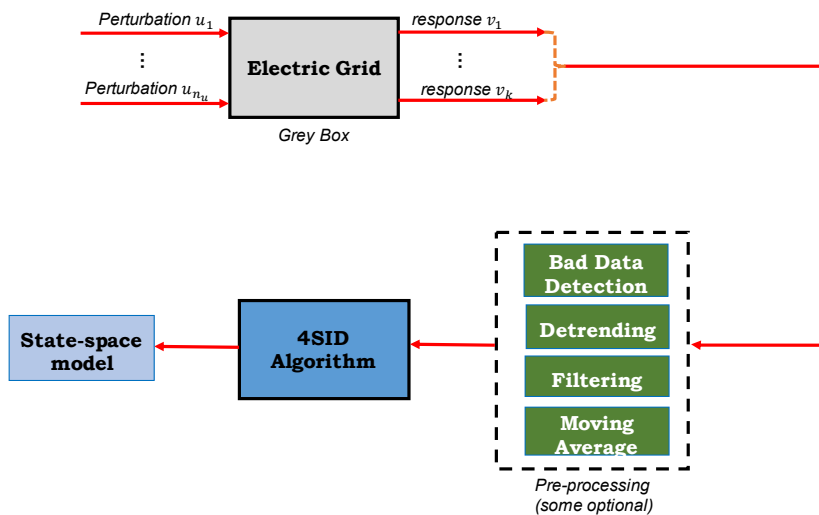 Perturbation u₁
response v₁
⋮
⋮
Electric Grid
Perturbation uₙᵤ
response vₖ
Grey Box
Bad Data
Detection
Detrending
Filtering
Moving
Average
Pre-processing
(some optional)
4SID
Algorithm
State-space
model